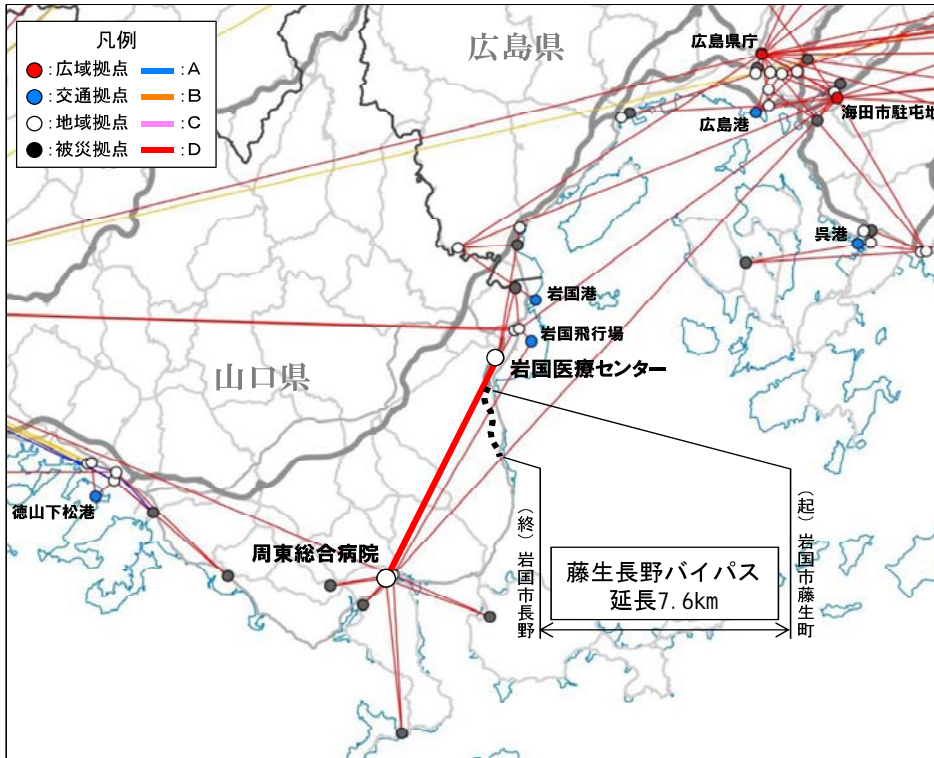 凡例
●:広域拠点 ━:A
●:交通拠点 ━:B
○:地域拠点 ━:C
●:被災拠点 ━:D
広島県
広島県庁
広島港
海田市駐屯地
呉港
岩国港
岩国飛行場
岩国医療センター
山口県
徳山下松港
周東総合病院
(終)岩国市長野
藤生長野バイパス
延長7.6km
(起)岩国市藤生町